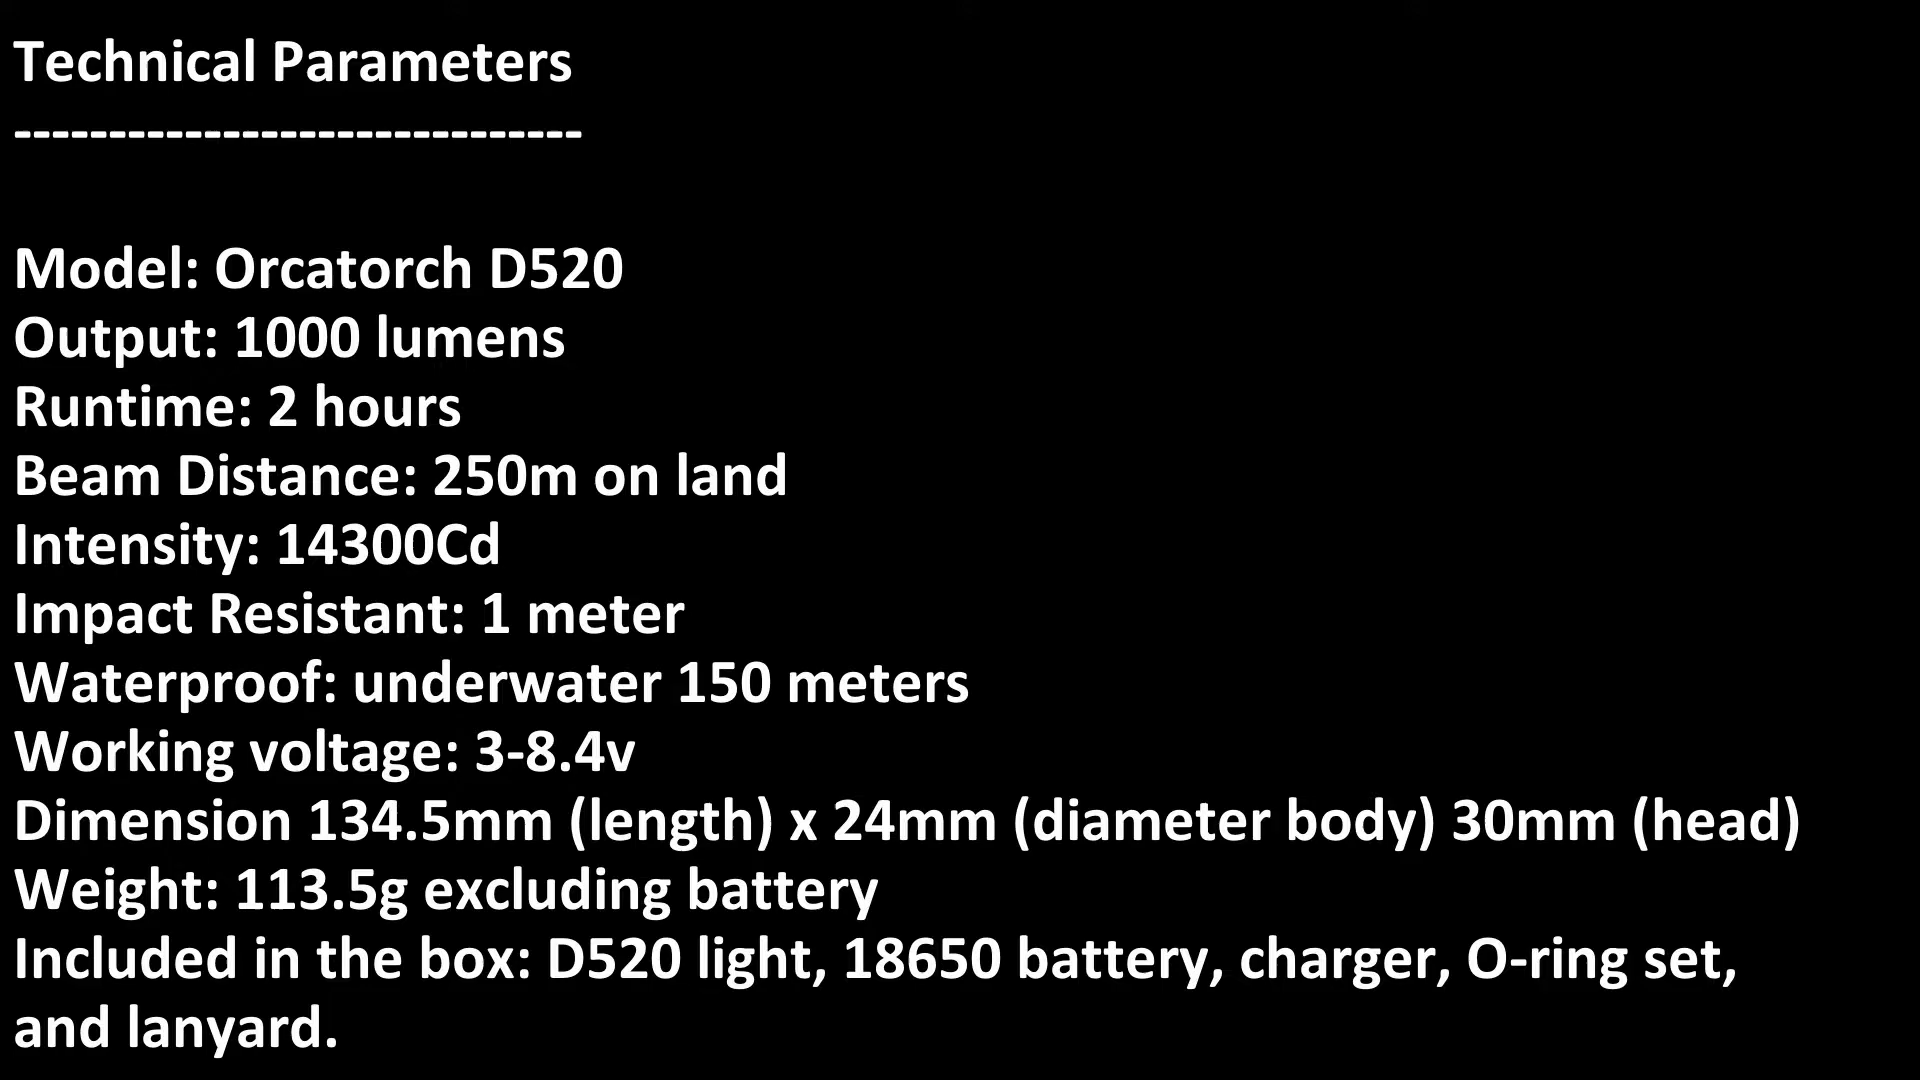 Technical Parameters
------------------------------
Model: Orcatorch D520
Output: 1000 lumens
Runtime: 2 hours
Beam Distance: 250m on land
Intensity: 14300Cd
Impact Resistant: 1 meter
Waterproof: underwater 150 meters
Working voltage: 3-8.4v
Dimension 134.5mm (length) x 24mm (diameter body) 30mm (head)
Weight: 113.5g excluding battery
Included in the box: D520 light, 18650 battery, charger, O-ring set,
and lanyard.